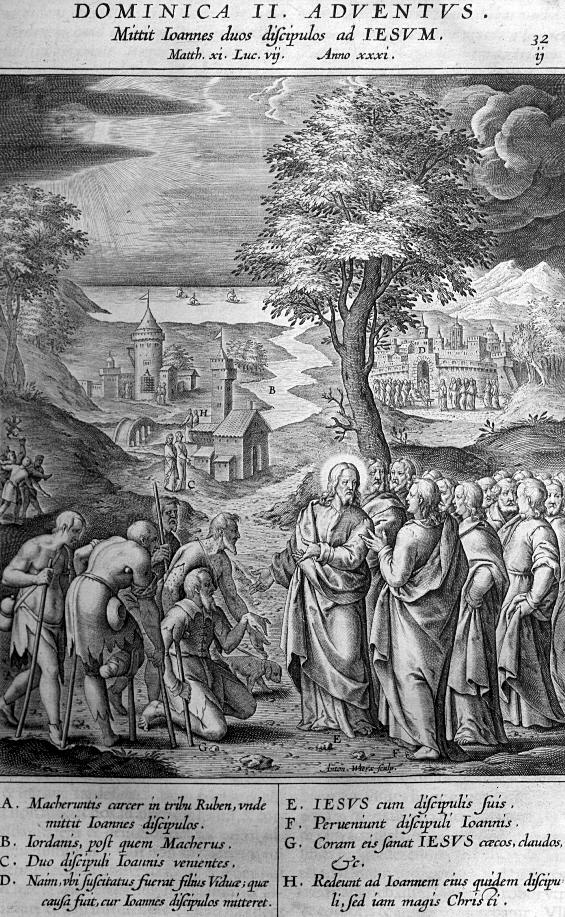 DOMINICA II. ADVENTVS.
Mittit Ioannes duos discipulos ad IESVM.
Matth. xi. Luc. vij. Anno xxxi.
32
ij
D
B
H
C
G
E
F
Anton. Wierx sculp.
A. Macheruntis carcer in tribu Ruben, vnde
mittit Ioannes discipulos.
B. Iordanis, post quem Macherus.
C. Duo discipuli Ioannis venientes.
D. Naim, vbi suscitatus fuerat filius Viduæ; quæ
causa fuit, cur Ioannes discipulos mitteret.
E. IESVS cum discipulis suis.
F. Perueniunt discipuli Ioannis.
G. Coram eis sanat IESVS cæcos, claudos,
&c.
H. Redeunt ad Ioannem eius quidem discipu-
li, sed iam magis Christi.